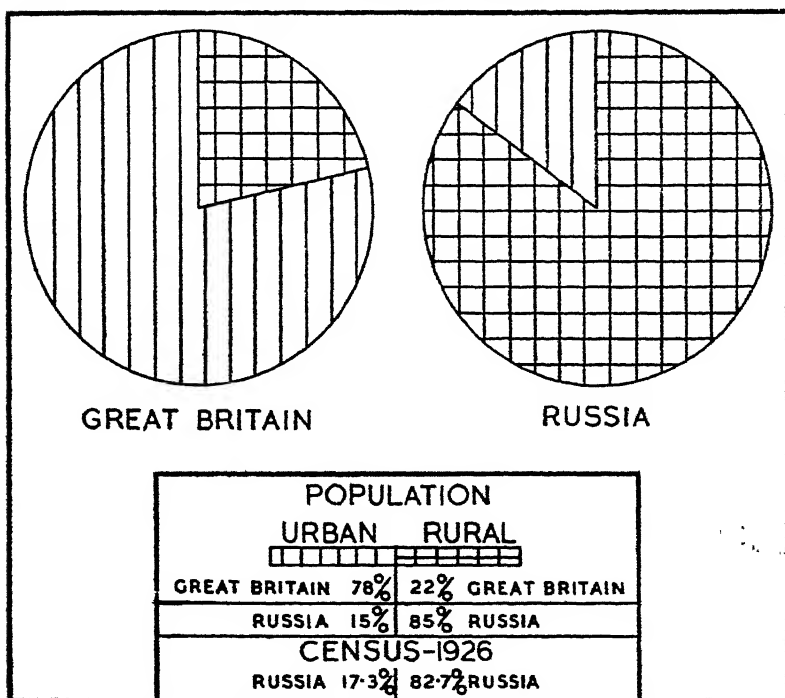 GREAT BRITAIN
RUSSIA
POPULATION
URBAN RURAL
GREAT BRITAIN 78% 22% GREAT BRITAIN
RUSSIA 15% 85% RUSSIA
CENSUS-1926
RUSSIA 17·3% 82·7% RUSSIA